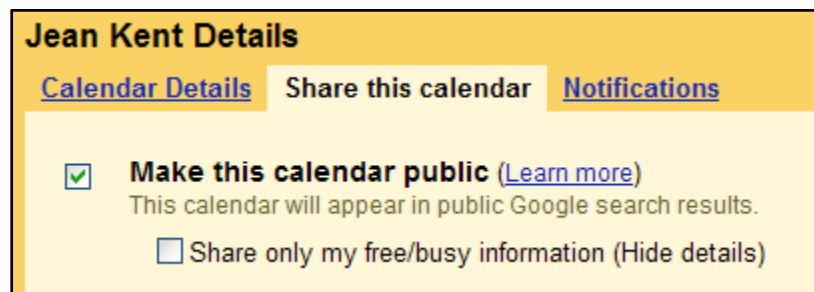 Jean Kent Details
Calendar Details Share this calendar Notifications
Make this calendar public (Learn more)
This calendar will appear in public Google search results.
Share only my free/busy information (Hide details)